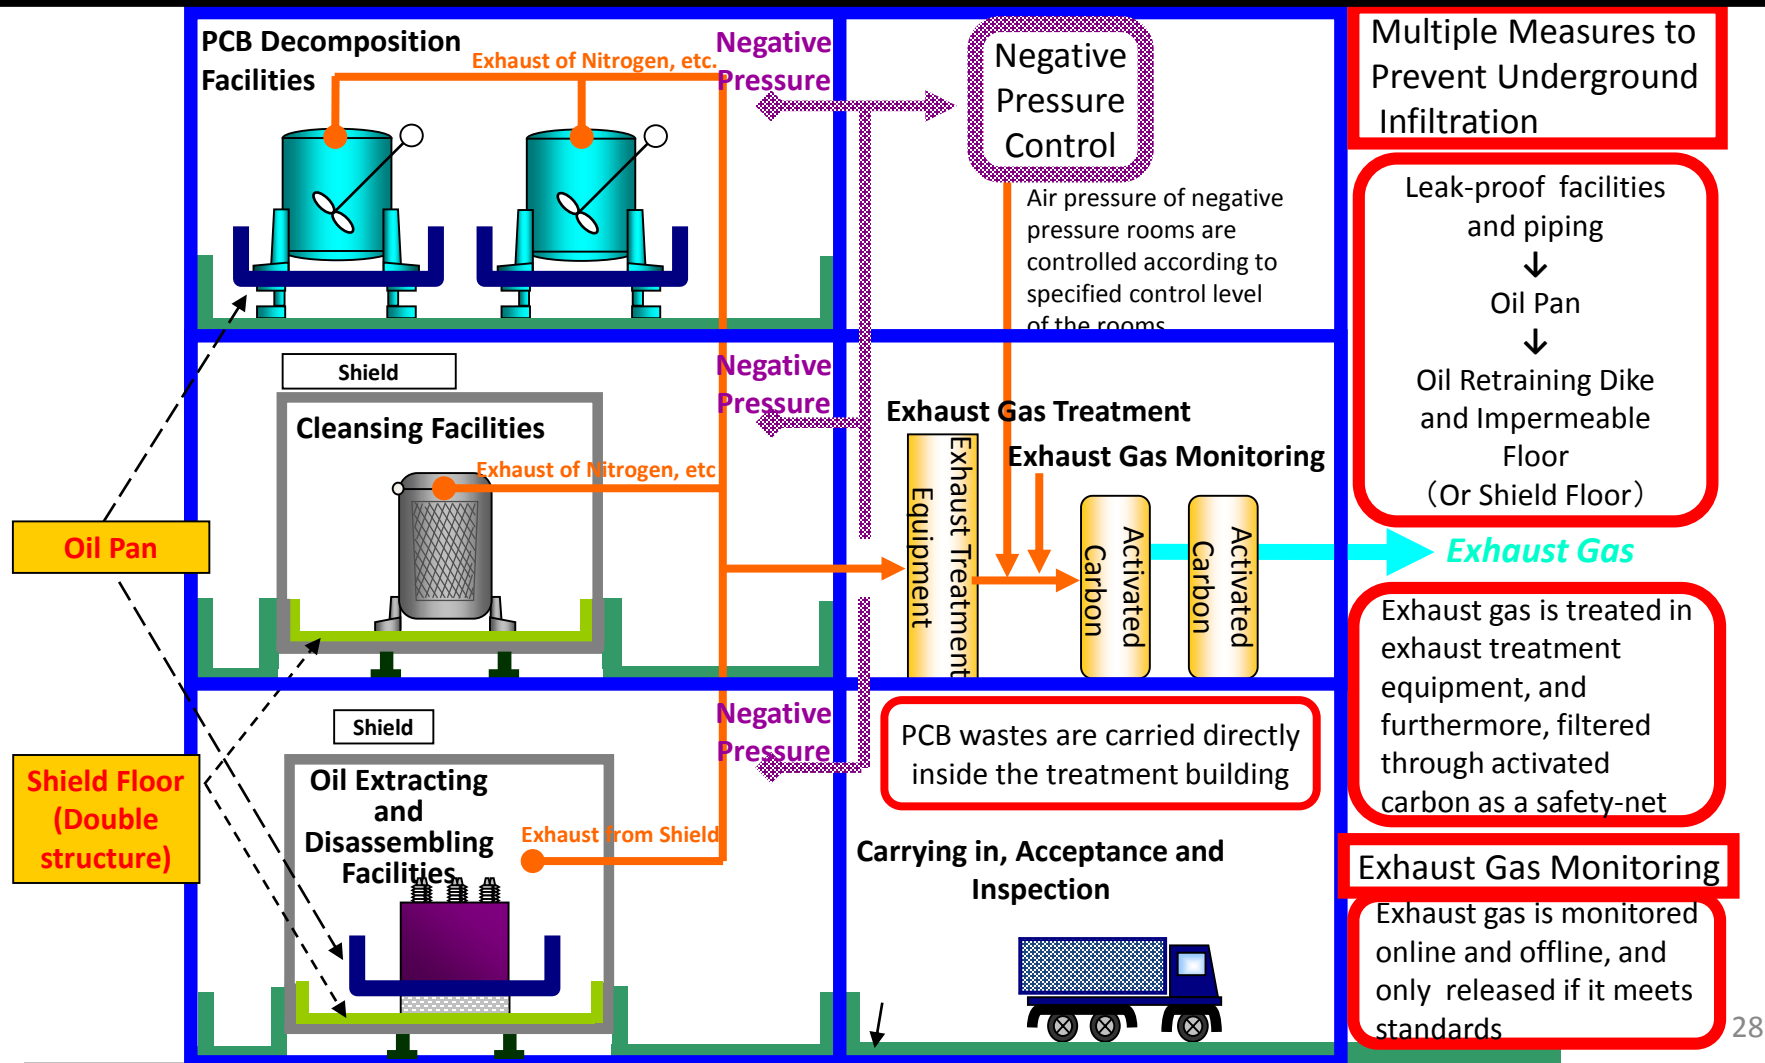 PCB Decomposition
Facilities
Exhaust of Nitrogen, etc.
Negative
Pressure
Negative
Pressure
Control
Air pressure of negative
pressure rooms are
controlled according to
specified control level
of the rooms
Multiple Measures to
Prevent Underground
Infiltration
Leak-proof facilities
and piping
↓
Oil Pan
↓
Oil Retraining Dike
and Impermeable
Floor
（Or Shield Floor）
Shield
Cleansing Facilities
Exhaust of Nitrogen, etc
Negative
Pressure
Exhaust Gas Treatment
Exhaust Gas Monitoring
Exhaust Treatment
Equipment
Activated
Carbon
Activated
Carbon
Exhaust Gas
Oil Pan
Shield Floor
(Double
structure)
Exhaust gas is treated in
exhaust treatment
equipment, and
furthermore, filtered
through activated
carbon as a safety-net
Shield
Oil Extracting
and
Disassembling
Facilities
Exhaust from Shield
Negative
Pressure
PCB wastes are carried directly
inside the treatment building
Carrying in, Acceptance and
Inspection
Exhaust Gas Monitoring
Exhaust gas is monitored
online and offline, and
only released if it meets
standards
28